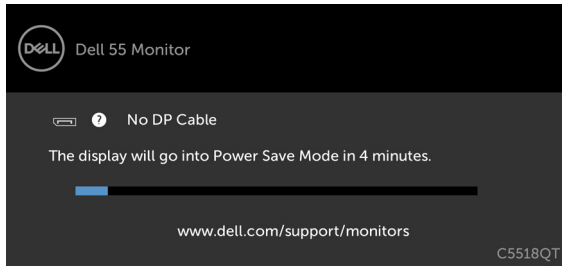 DELL
Dell 55 Monitor
? No DP Cable
The display will go into Power Save Mode in 4 minutes.
www.dell.com/support/monitors
C5518QT